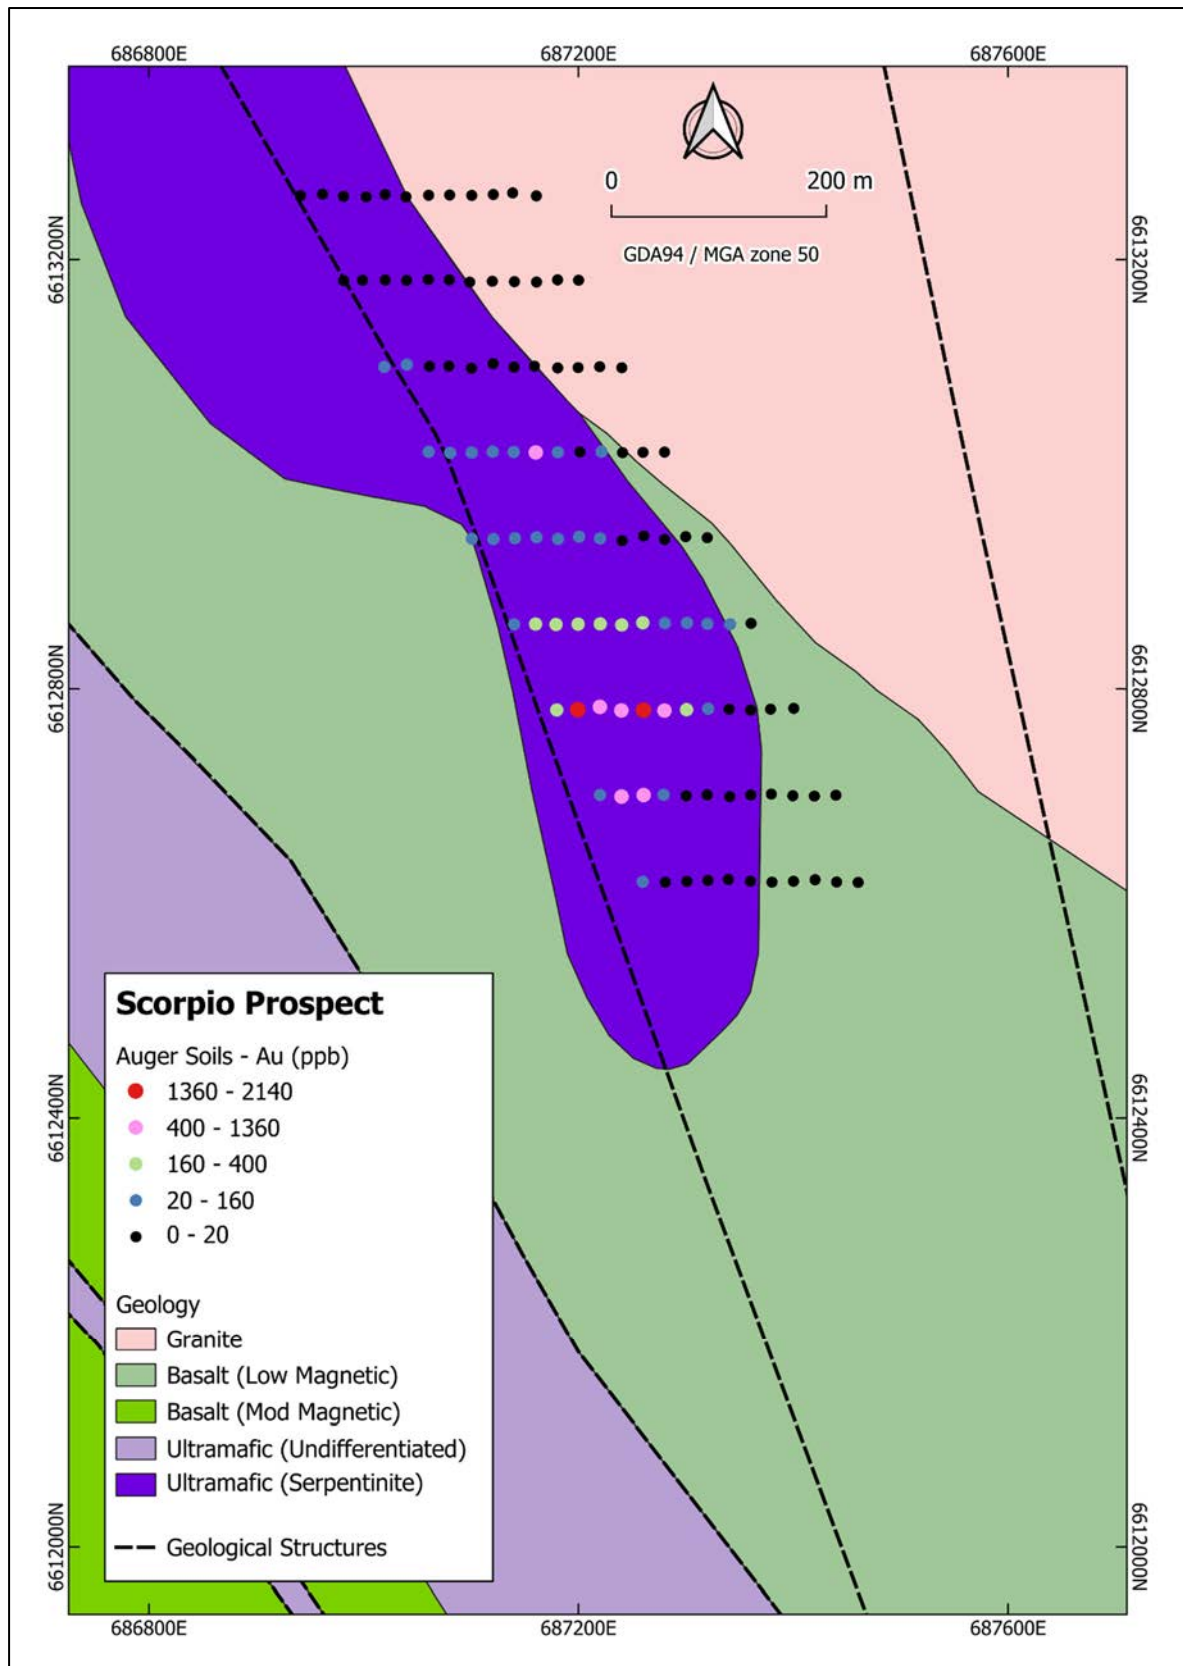 686800E
687200E
687600E
0
200 m
GDA94 / MGA zone 50
6613200N
6613200N
6612800N
6612800N
Scorpio Prospect
Auger Soils - Au (ppb)
1360 - 2140
400 - 1360
160 - 400
20 - 160
0 - 20
6612400N
6612400N
Geology
Granite
Basalt (Low Magnetic)
Basalt (Mod Magnetic)
Ultramafic (Undifferentiated)
Ultramafic (Serpentinite)
Geological Structures
6612000N
6612000N
686800E
687200E
687600E